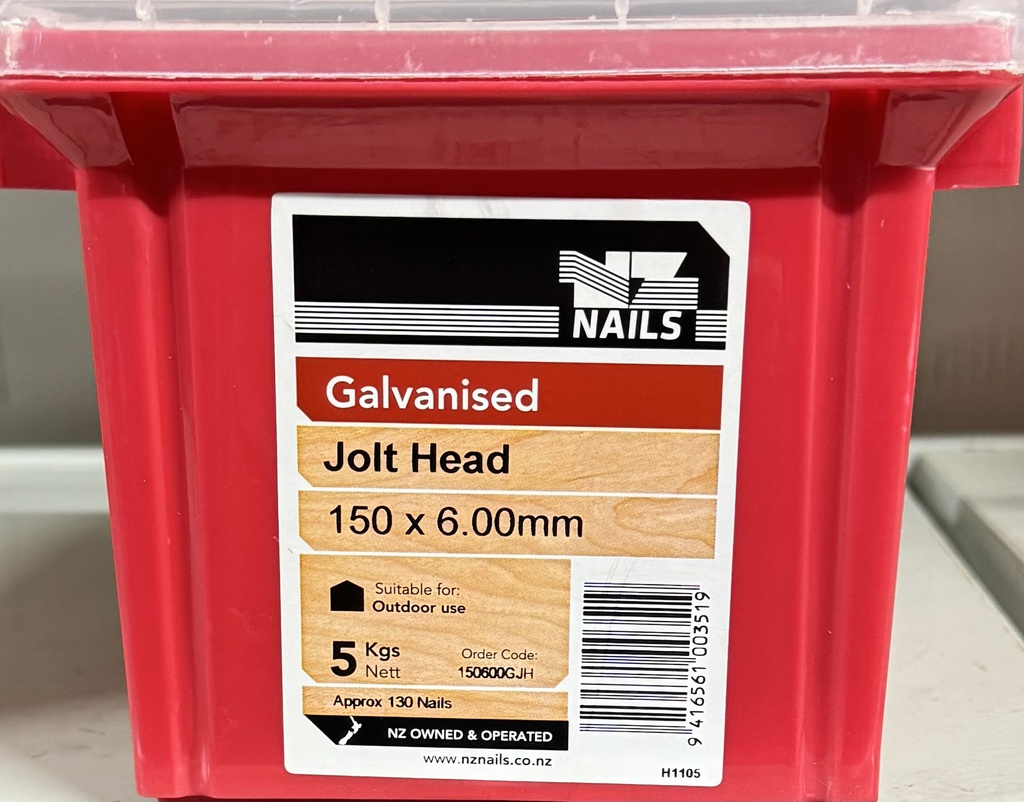 NZ
NAILS
Galvanised
Jolt Head
150 x 6.00mm
Suitable for:
Outdoor use
5 Kgs
Nett
Order Code:
150600GJH
Approx 130 Nails
NZ OWNED & OPERATED
www.nznails.co.nz
9 416561 003519
H1105